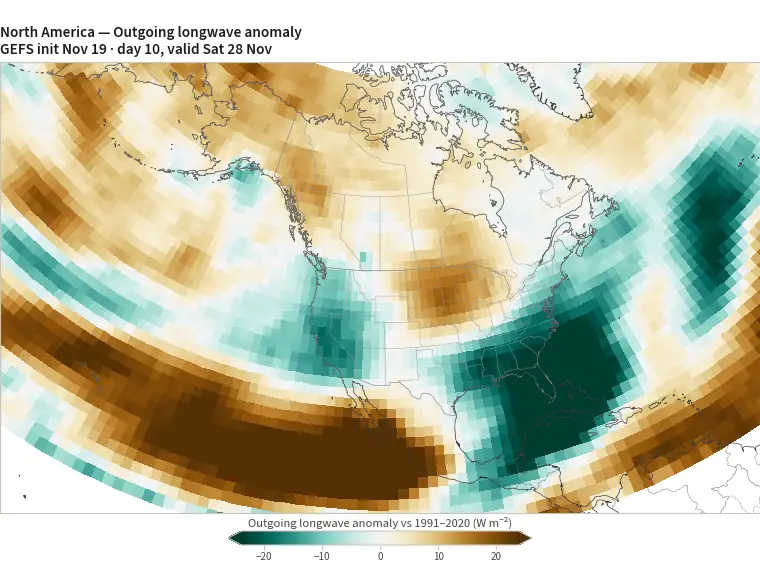 North America — Outgoing longwave anomaly
GEFS init Nov 19 · day 10, valid Sat 28 Nov
Outgoing longwave anomaly vs 1991–2020 (W m⁻²)
−20 −10 0 10 20